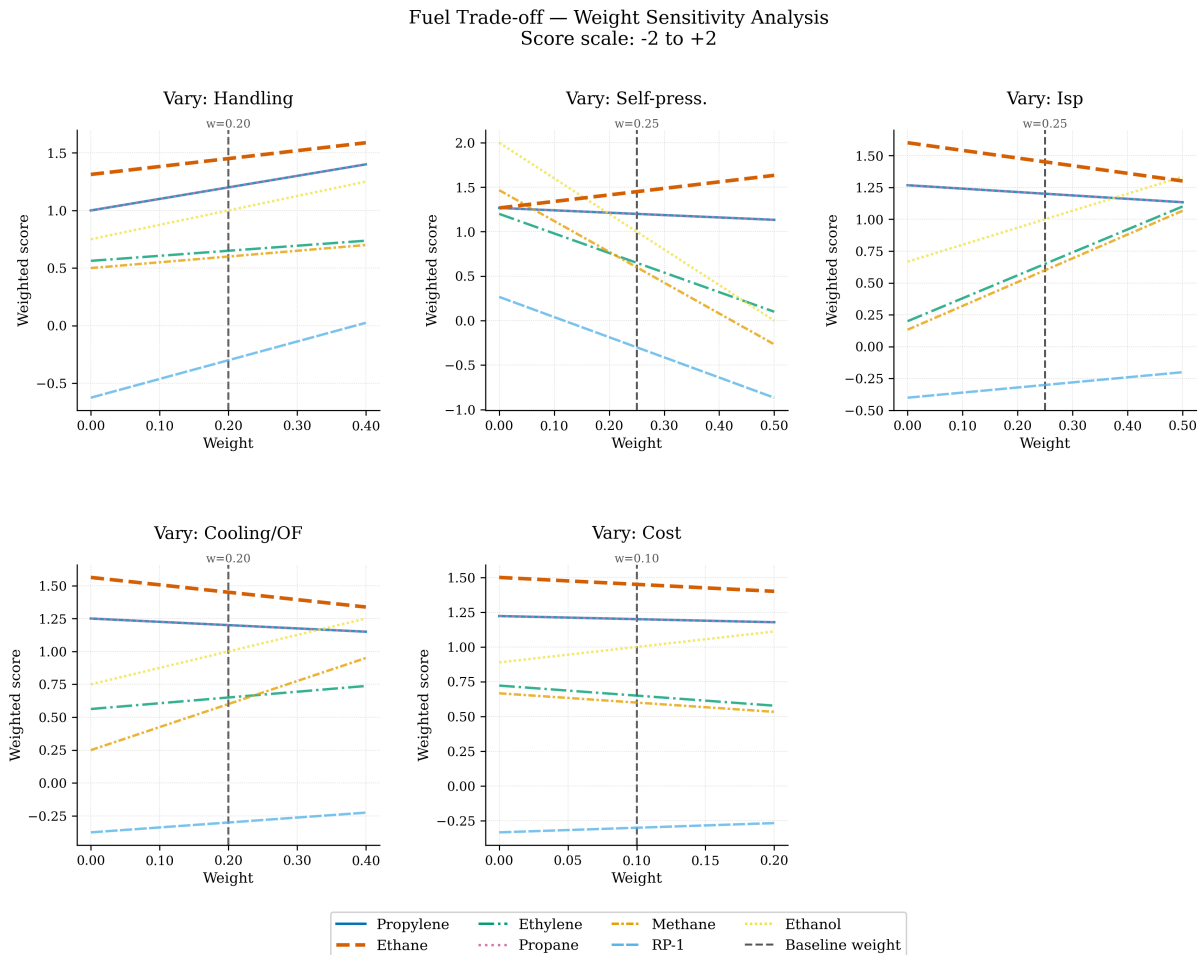 Fuel Trade-off — Weight Sensitivity Analysis
Score scale: -2 to +2
Vary: Handling
w=0.20
Weighted score
1.5
1.0
0.5
0.0
−0.5
0.00 0.10 0.20 0.30 0.40
Weight
Vary: Self-press.
w=0.25
Weighted score
2.0
1.5
1.0
0.5
0.0
−0.5
−1.0
0.00 0.10 0.20 0.30 0.40 0.50
Weight
Vary: Isp
w=0.25
Weighted score
1.50
1.25
1.00
0.75
0.50
0.25
0.00
−0.25
−0.50
0.00 0.10 0.20 0.30 0.40 0.50
Weight
Vary: Cooling/OF
w=0.20
Weighted score
1.50
1.25
1.00
0.75
0.50
0.25
0.00
−0.25
0.00 0.10 0.20 0.30 0.40
Weight
Vary: Cost
w=0.10
Weighted score
1.50
1.25
1.00
0.75
0.50
0.25
0.00
−0.25
0.00 0.05 0.10 0.15 0.20
Weight
Propylene Ethylene Methane Ethanol
Ethane Propane RP-1 Baseline weight